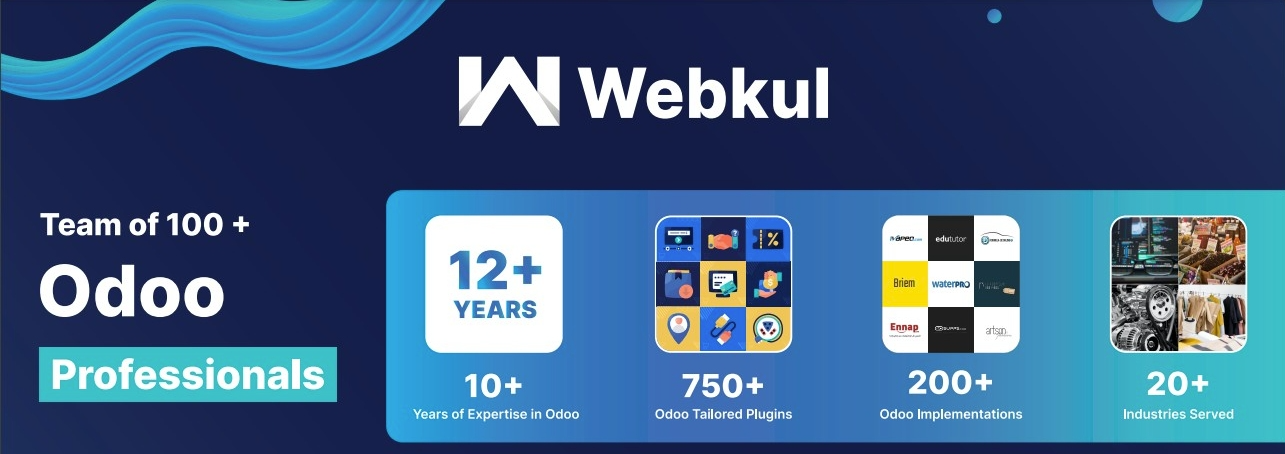 Webkul
Team of 100 +
Odoo
Professionals
12+
YEARS
10+
Years of Expertise in Odoo
750+
Odoo Tailored Plugins
edututor
Briem
waterPRO
Ennap
artson
200+
Odoo Implementations
20+
Industries Served